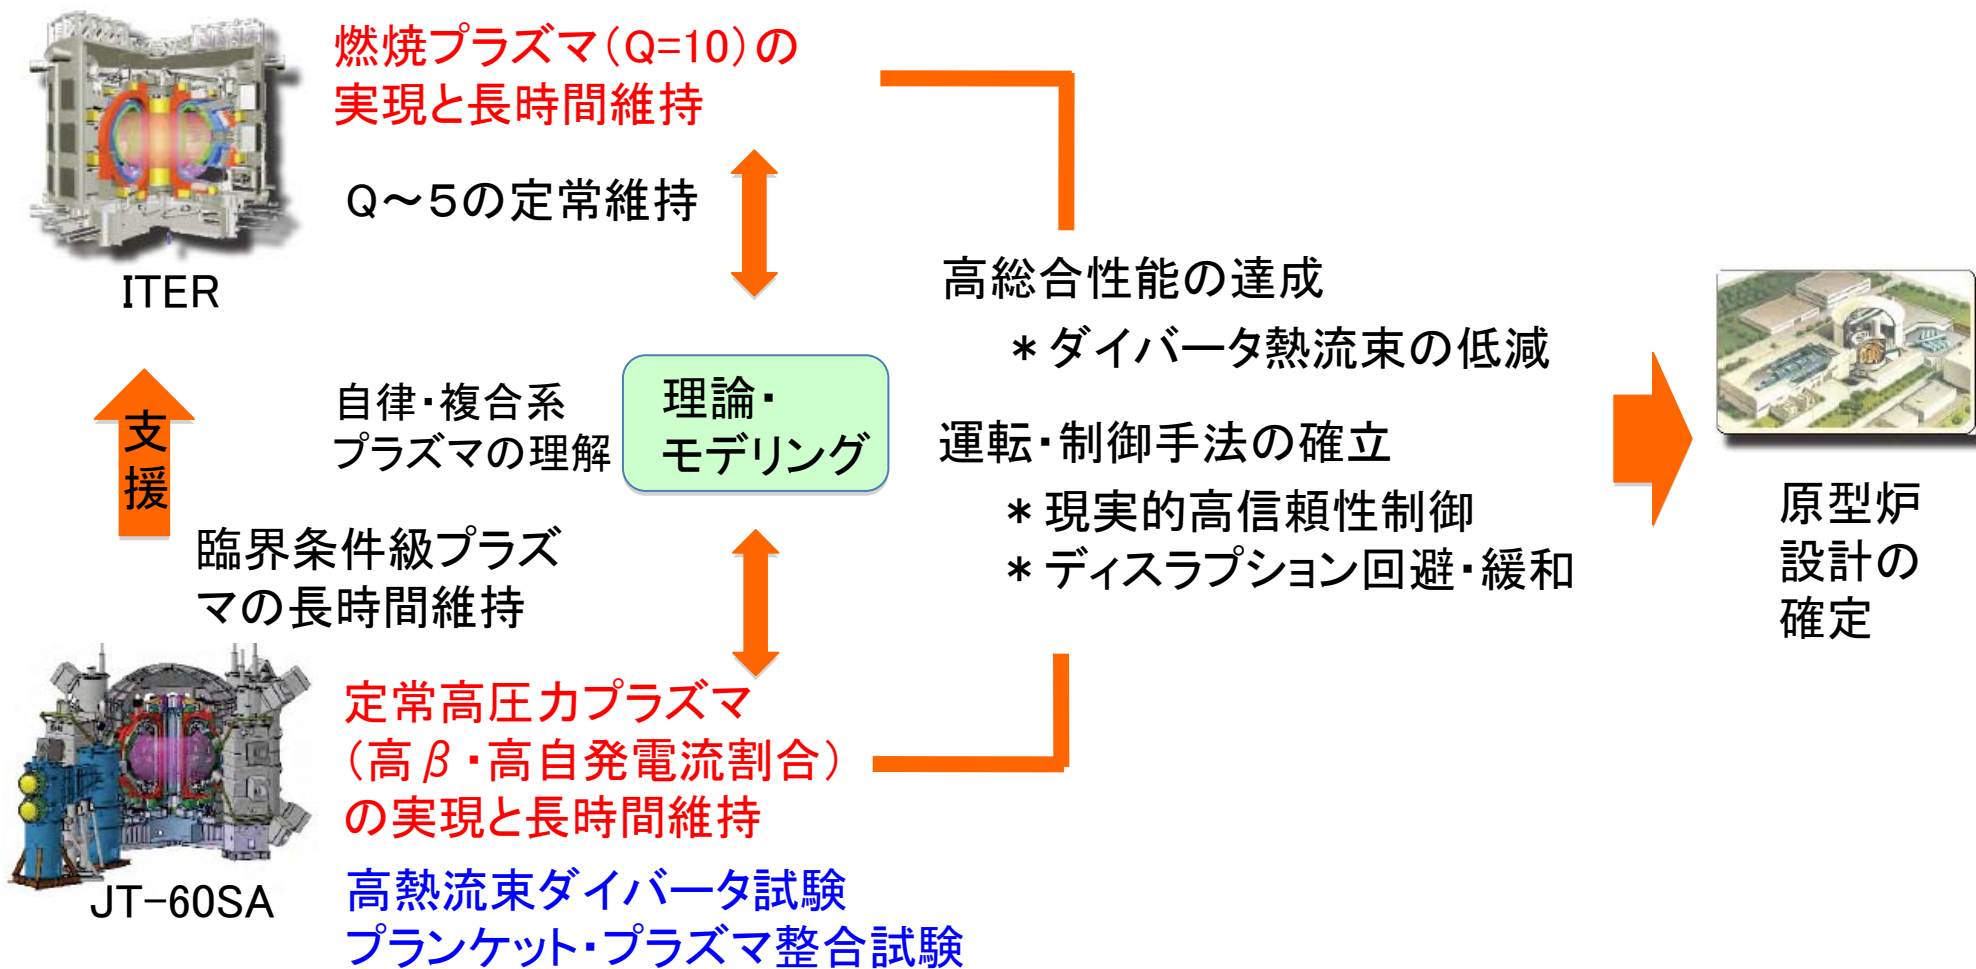 燃焼プラズマ（Q=10）の
実現と長時間維持
Q～５の定常維持
ITER
支
援
自律・複合系
プラズマの理解
理論・
モデリング
臨界条件級プラズ
マの長時間維持
定常高圧力プラズマ
（高β・高自発電流割合）
の実現と長時間維持
JT-60SA
高熱流束ダイバータ試験
ブランケット・プラズマ整合試験
高総合性能の達成
＊ダイバータ熱流束の低減
運転・制御手法の確立
＊現実的高信頼性制御
＊ディスラプション回避・緩和
原型炉
設計の
確定